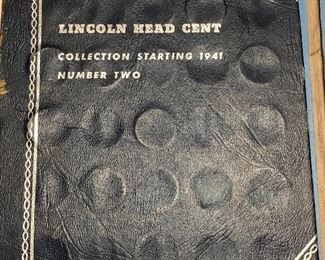 LINCOLN HEAD CENT
COLLECTION STARTING 1941
NUMBER TWO